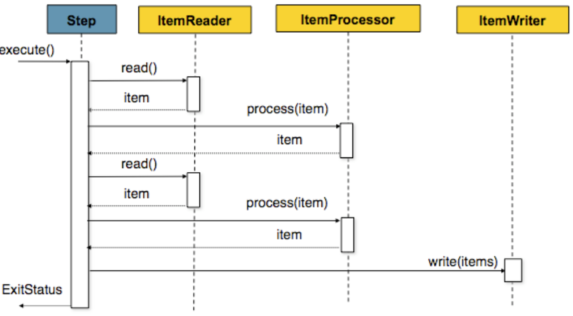 Step
ItemReader
ItemProcessor
ItemWriter
execute()
read()
item
process(item)
item
read()
item
process(item)
item
write(items)
ExitStatus